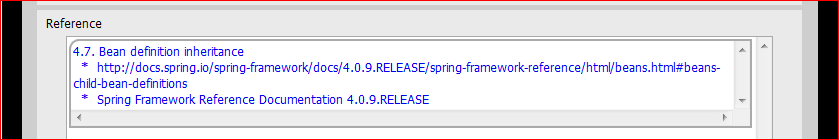 Reference
4.7. Bean definition inheritance
* http://docs.spring.io/spring-framework/docs/4.0.9.RELEASE/spring-framework-reference/html/beans.html#beans-
child-bean-definitions
* Spring Framework Reference Documentation 4.0.9.RELEASE